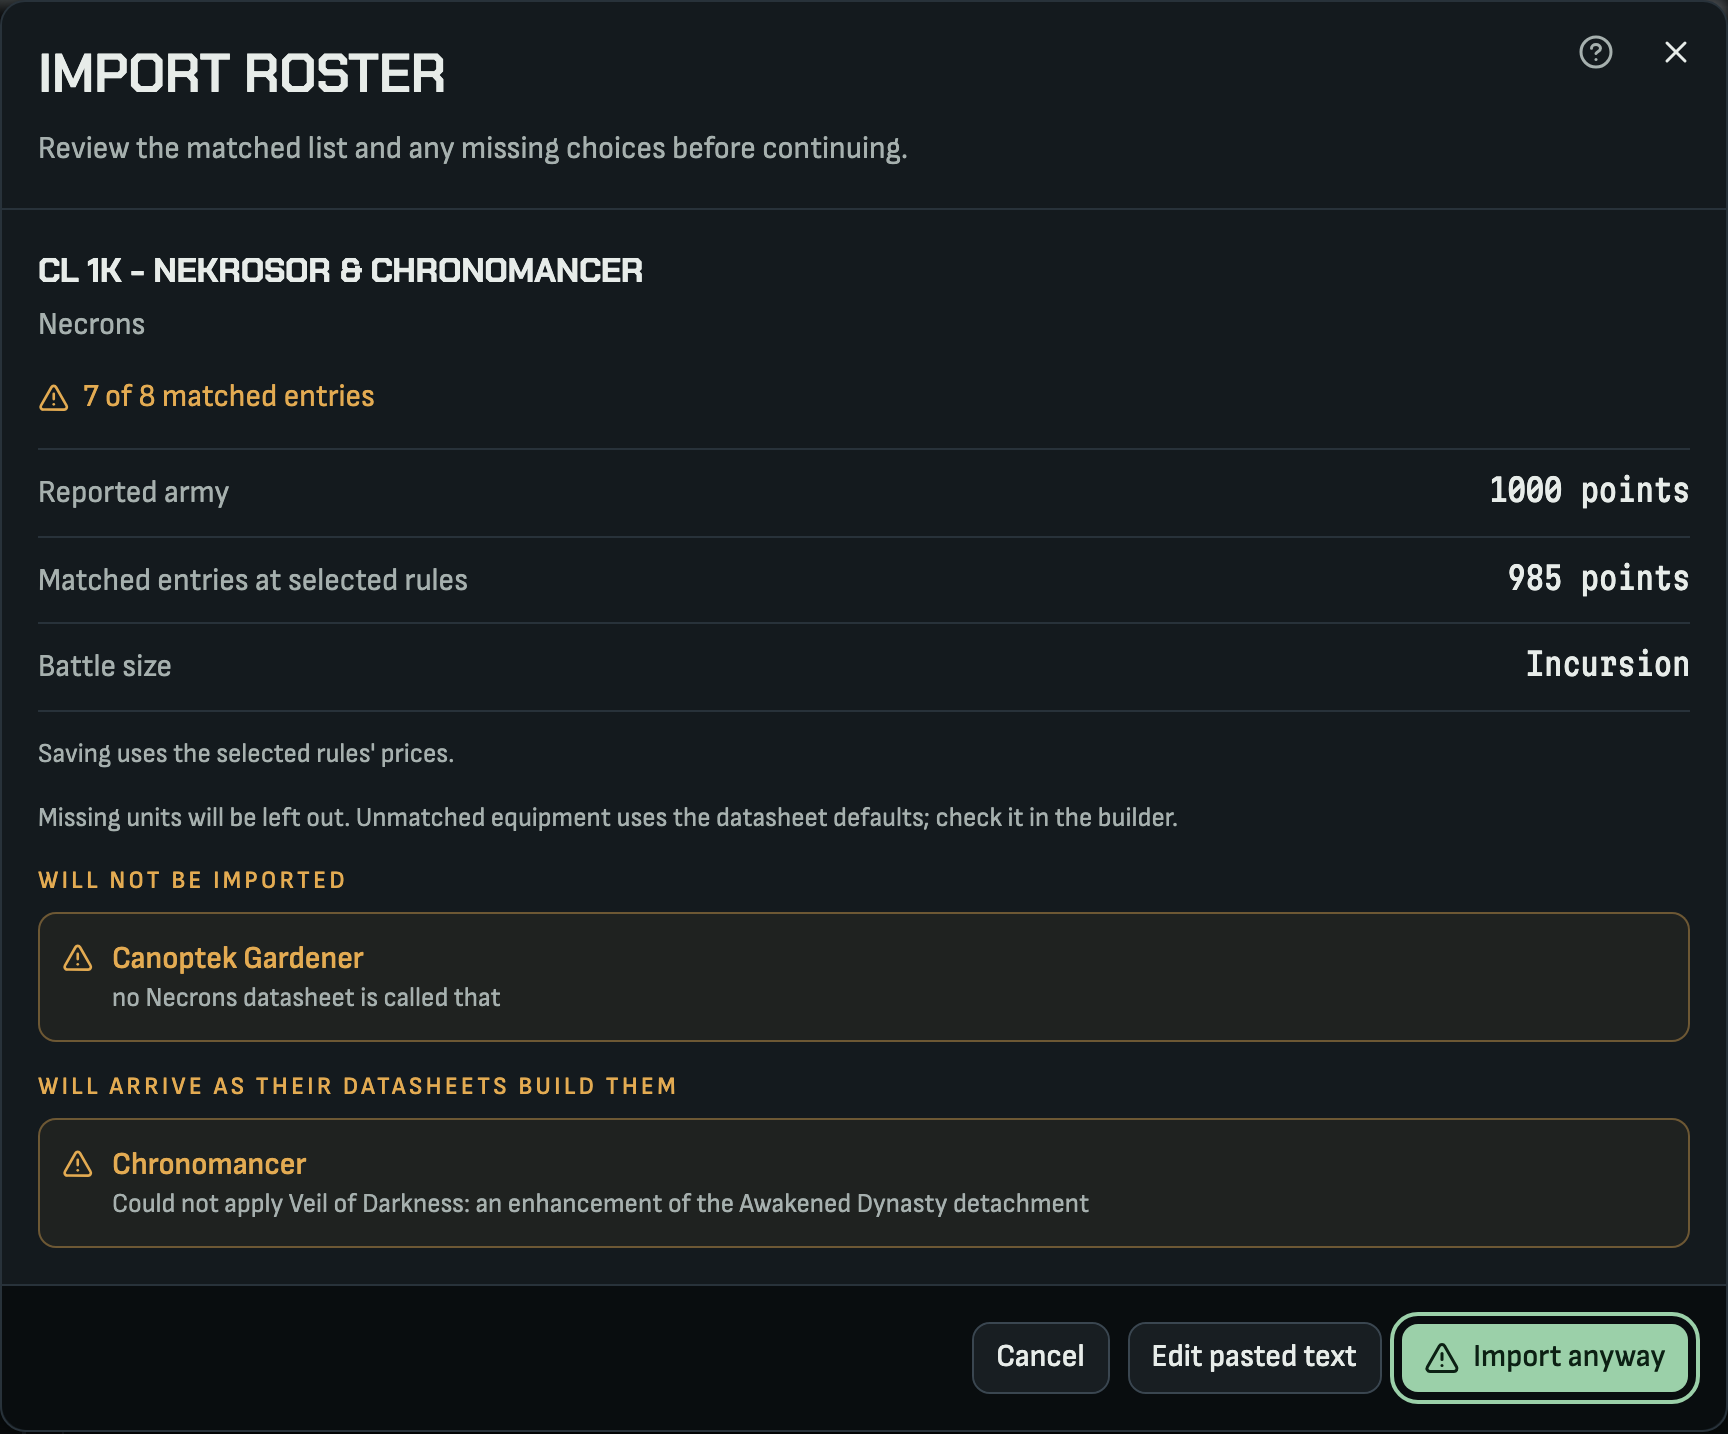 IMPORT ROSTER
Review the matched list and any missing choices before continuing.
CL 1K - NEKROSOR & CHRONOMANCER
Necrons
7 of 8 matched entries
Reported army 1000 points
Matched entries at selected rules 985 points
Battle size Incursion
Saving uses the selected rules' prices.
Missing units will be left out. Unmatched equipment uses the datasheet defaults; check it in the builder.
WILL NOT BE IMPORTED
Canoptek Gardener
no Necrons datasheet is called that
WILL ARRIVE AS THEIR DATASHEETS BUILD THEM
Chronomancer
Could not apply Veil of Darkness: an enhancement of the Awakened Dynasty detachment
Cancel Edit pasted text Import anyway